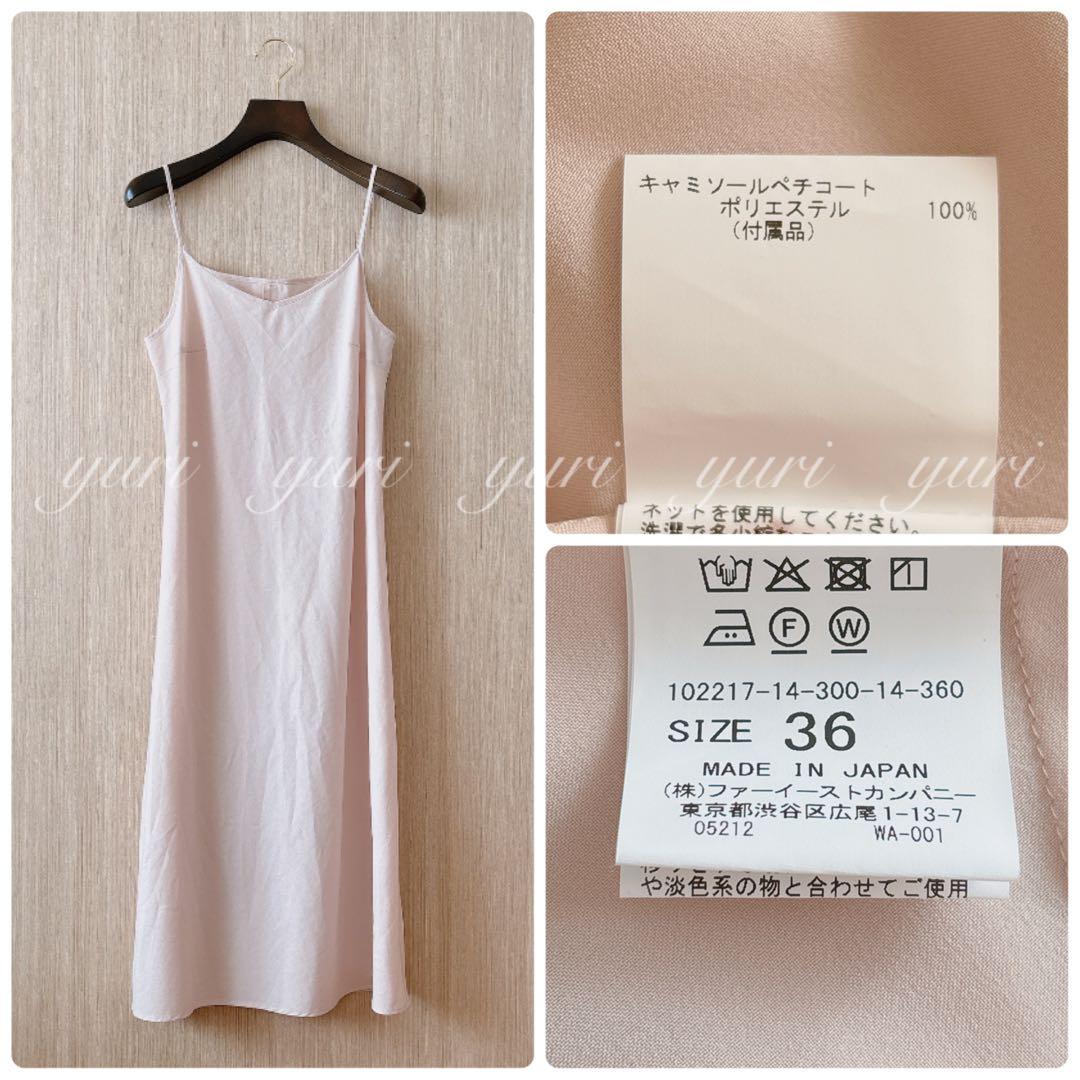 キャミソールペチコート
ポリエステル 100%
(付属品)
ネットを使用してください。
yuri yuri yuri yuri yuri
F W
102217-14-300-14-360
SIZE 36
MADE IN JAPAN
(株)ファーイーストカンパニー
東京都渋谷区広尾1-13-7
05212 WA-001
や淡色系の物と合わせてご使用